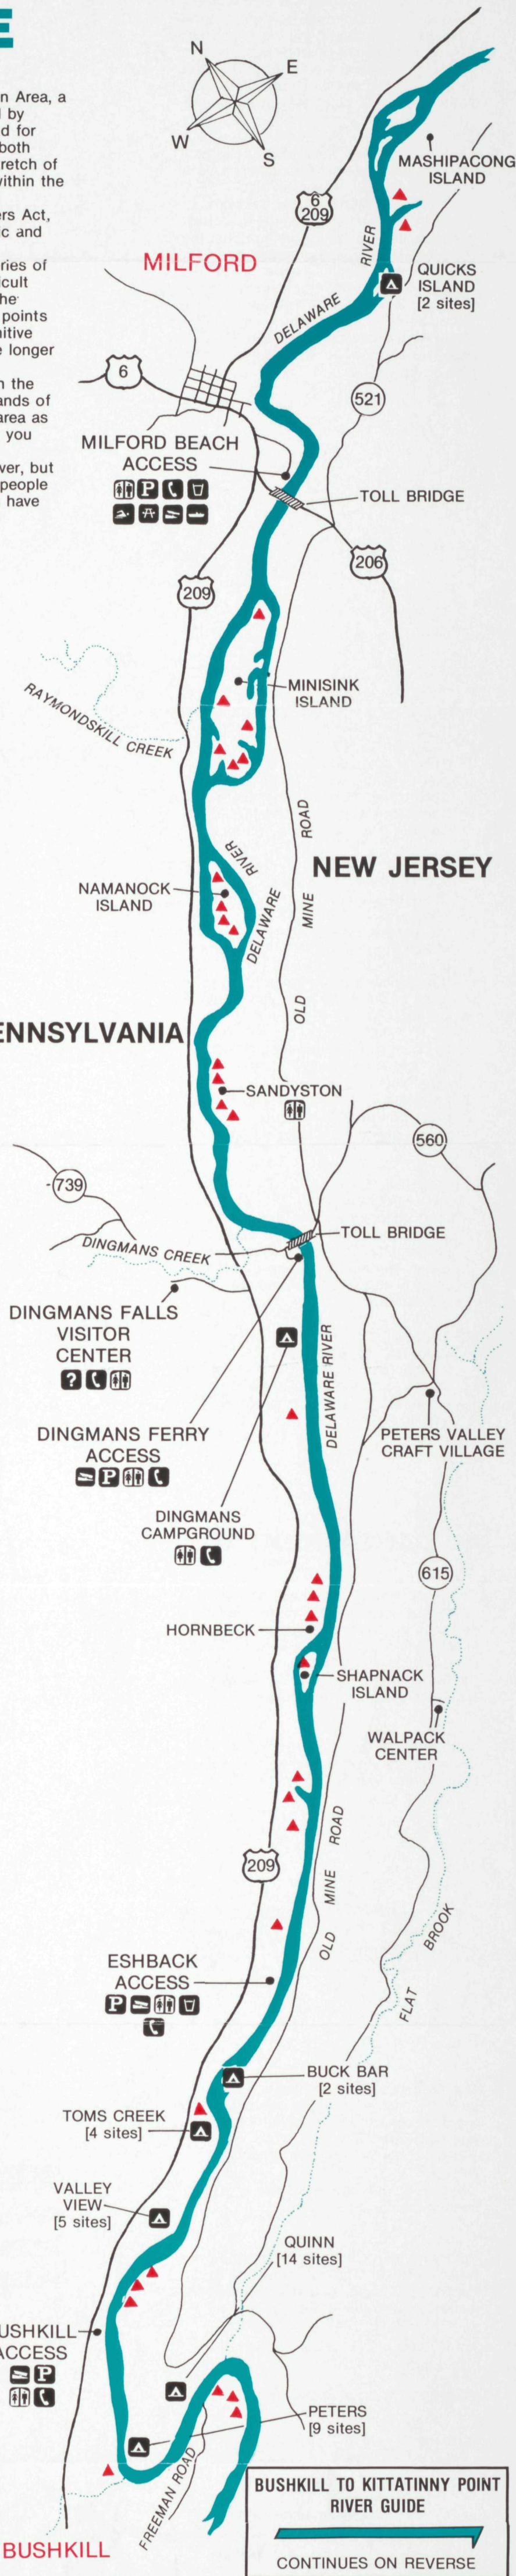 E
n Area, a
by
d for
both
retch of
within the
ers Act,
ic and
ries of
icult
he
points
nitive
e longer
n the
ands of
area as
you
ver, but
people
have
N
E
W
S
MASHIPACONG
ISLAND
6
209
MILFORD
RIVER
DELAWARE
QUICKS
ISLAND
[2 sites]
6
521
MILFORD BEACH
ACCESS
P
TOLL BRIDGE
206
209
MINISINK
ISLAND
RAYMONDSKILL CREEK
ROAD
MINE
OLD
NEW JERSEY
RIVER
DELAWARE
NAMANOCK
ISLAND
ENNSYLVANIA
SANDYSTON
560
739
TOLL BRIDGE
DINGMANS CREEK
DINGMANS FALLS
VISITOR
CENTER
?
DELAWARE RIVER
DINGMANS FERRY
ACCESS
P
PETERS VALLEY
CRAFT VILLAGE
DINGMANS
CAMPGROUND
615
HORNBECK
SHAPNACK
ISLAND
WALPACK
CENTER
209
ROAD
MINE
OLD
BROOK
FLAT
ESHBACK
ACCESS
P
BUCK BAR
[2 sites]
TOMS CREEK
[4 sites]
VALLEY
VIEW
[5 sites]
QUINN
[14 sites]
USHKILL
ACCESS
P
PETERS
[9 sites]
FREEMAN ROAD
BUSHKILL
BUSHKILL TO KITTATINNY POINT
RIVER GUIDE
CONTINUES ON REVERSE